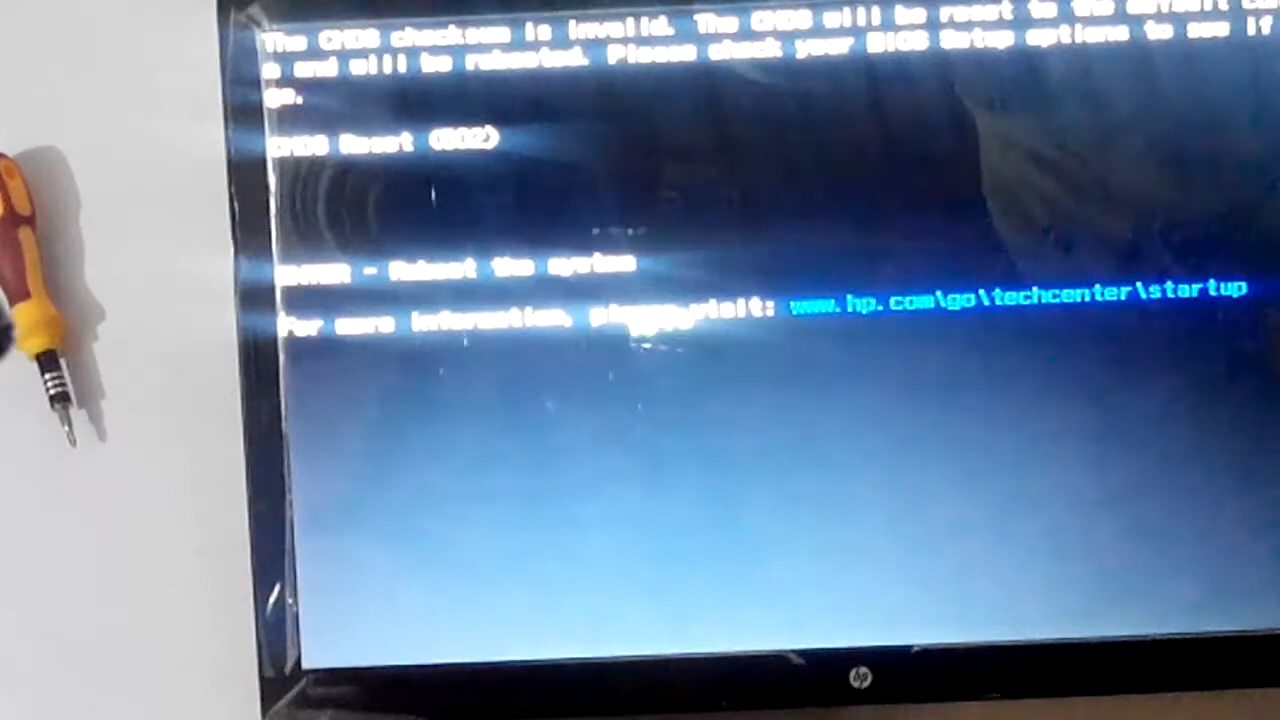 The CMOS checksum is invalid. The CMOS will be reset to the default
and will be rebooted. Please check your BIOS Setup options to see if
go.
CMOS Reset (502)
ENTER - Reboot the system
For more information, please visit: www.hp.com\go\techcenter\startup
hp